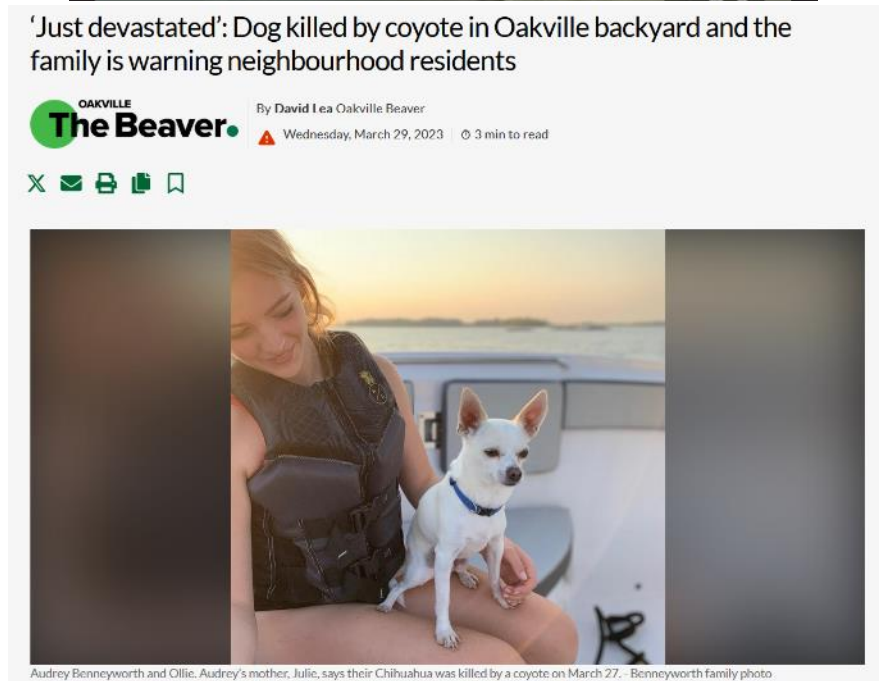 ‘Just devastated’: Dog killed by coyote in Oakville backyard and the
family is warning neighbourhood residents
OAKVILLE
The Beaver
By David Lea Oakville Beaver
Wednesday, March 29, 2023 3 min to read
Audrey Benneyworth and Ollie. Audrey's mother, Julie, says their Chihuahua was killed by a coyote on March 27. - Benneyworth family photo